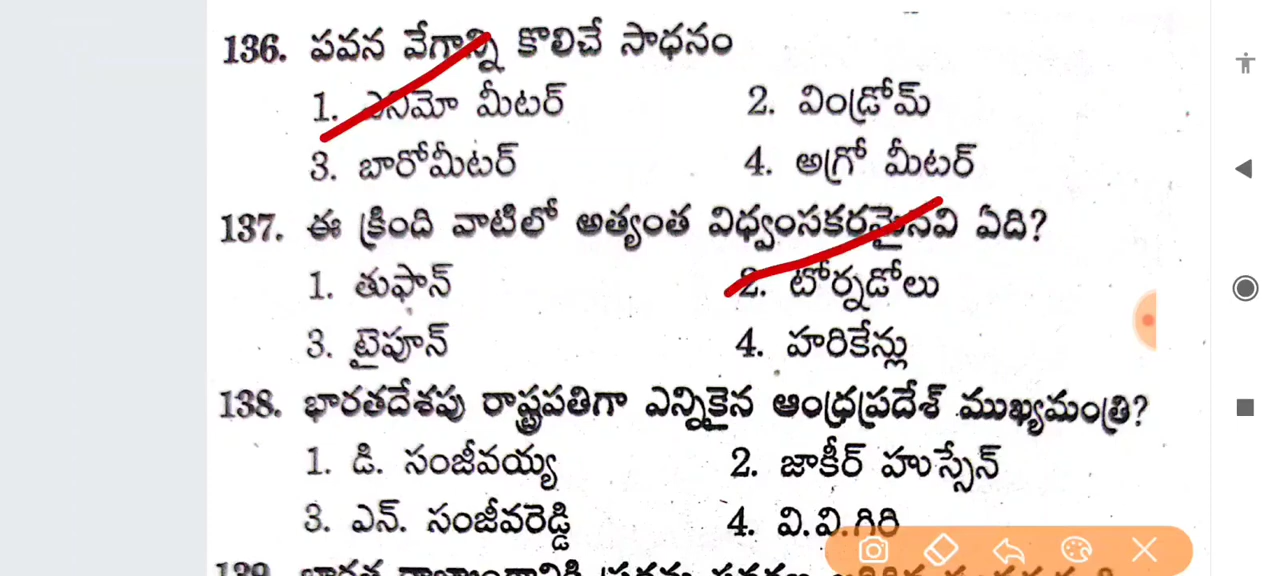 136. పవన వేగాన్ని కొలిచే సాధనం
1. ఎనిమో మీటర్ 2. విండ్రోమ్
3. బారోమీటర్ 4. అగ్రో మీటర్
137. ఈ క్రింది వాటిలో అత్యంత విధ్వంసకరమైనవి ఏది?
1. తుఫాన్ 2. టోర్నడోలు
3. టైపూన్ 4. హరికేన్లు
138. భారతదేశపు రాష్ట్రపతిగా ఎన్నికైన ఆంధ్రప్రదేశ్ ముఖ్యమంత్రి?
1. డి. సంజీవయ్య 2. జాకీర్ హుస్సేన్
3. ఎన్. సంజీవరెడ్డి 4. వి.వి.గిరి
139.